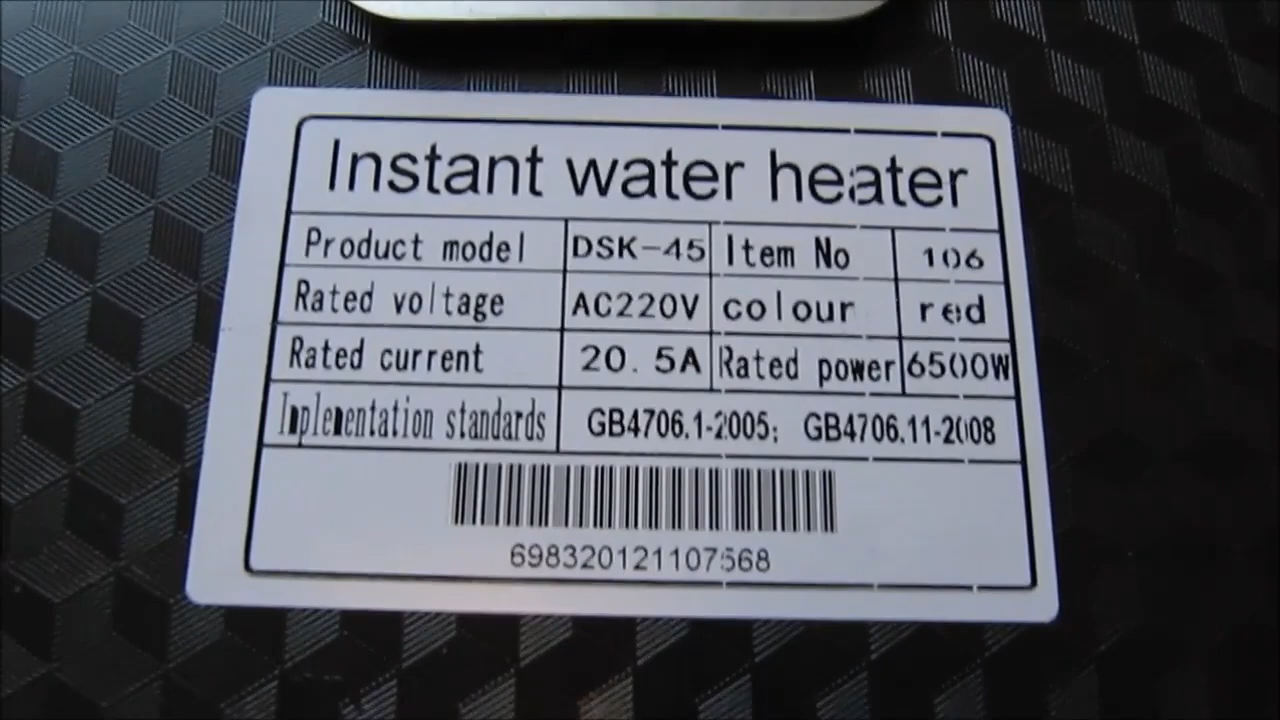 Instant water heater
Product model DSK-45 Item No 106
Rated voltage AC220V colour red
Rated current 20.5A Rated power 6500W
Implementation standards GB4706.1-2005; GB4706.11-2008
698320121107568